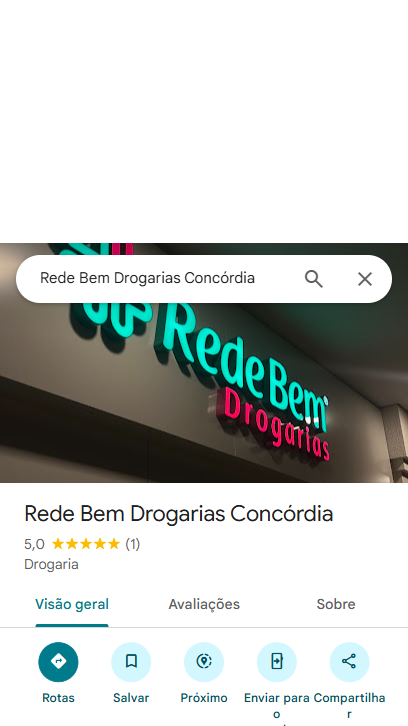 Rede Bem Drogarias Concórdia
Rede Bem
Drogarias
Rede Bem Drogarias Concórdia
5,0 ★★★★★ (1)
Drogaria
Visão geral
Avaliações
Sobre
Rotas
Salvar
Próximo
Enviar para o
Compartilhar